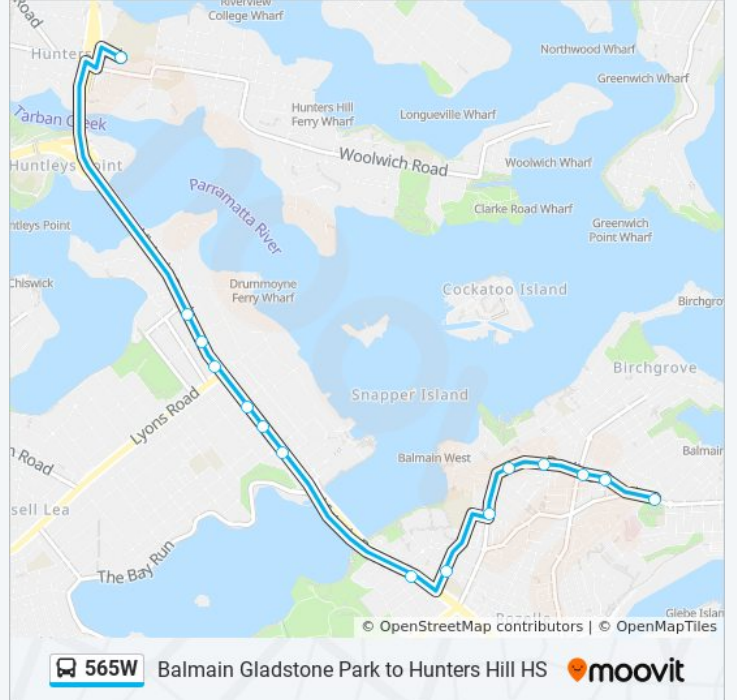 Riverview
College Wharf
Road
Hunters
Northwood Wharf
Greenwich Wharf
Hunters Hill
Ferry Wharf
Longueville Wharf
Tarban Creek
Woolwich Road
Woolwich Wharf
Huntleys Point
Parramatta River
Clarke Road Wharf
ntleys Point
Greenwich
Point Wharf
Chiswick
Drummoyne
Ferry Wharf
Cockatoo Island
Birchgro
Birchgrove
Snapper Island
Lyons Road
n Road
Balmain West
Balmain
sell Lea
The Bay Run
Glebe Islan
© OpenStreetMap contributors | © OpenMapTiles
565W Balmain Gladstone Park to Hunters Hill HS moovit